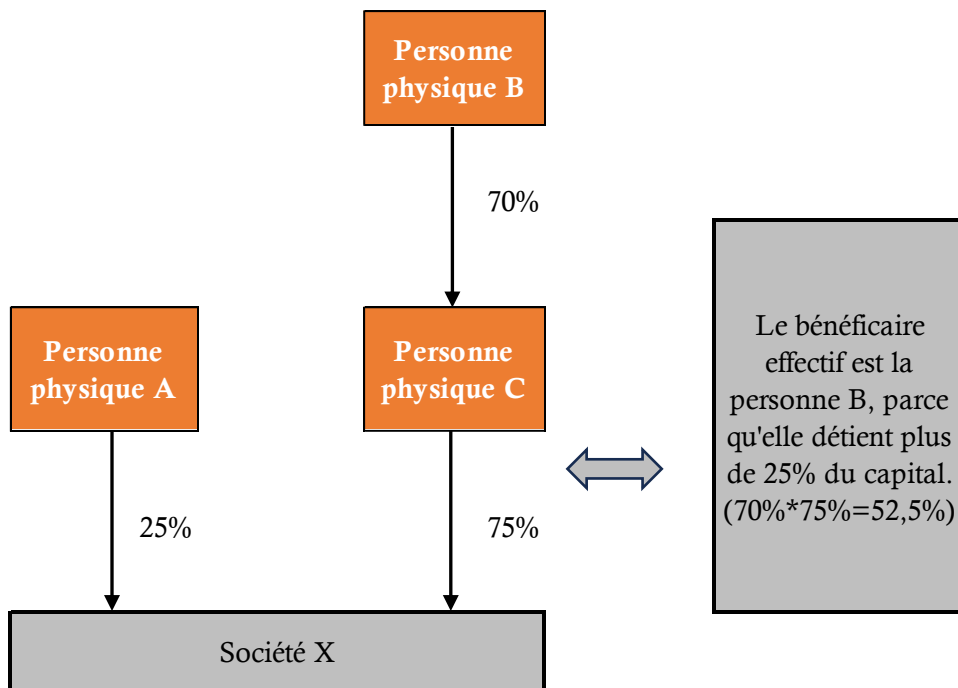 Personne
physique B
70%
Personne
physique A
Personne
physique C
25%
75%
Société X
Le bénéficaire
effectif est la
personne B, parce
qu'elle détient plus
de 25% du capital.
(70%*75%=52,5%)